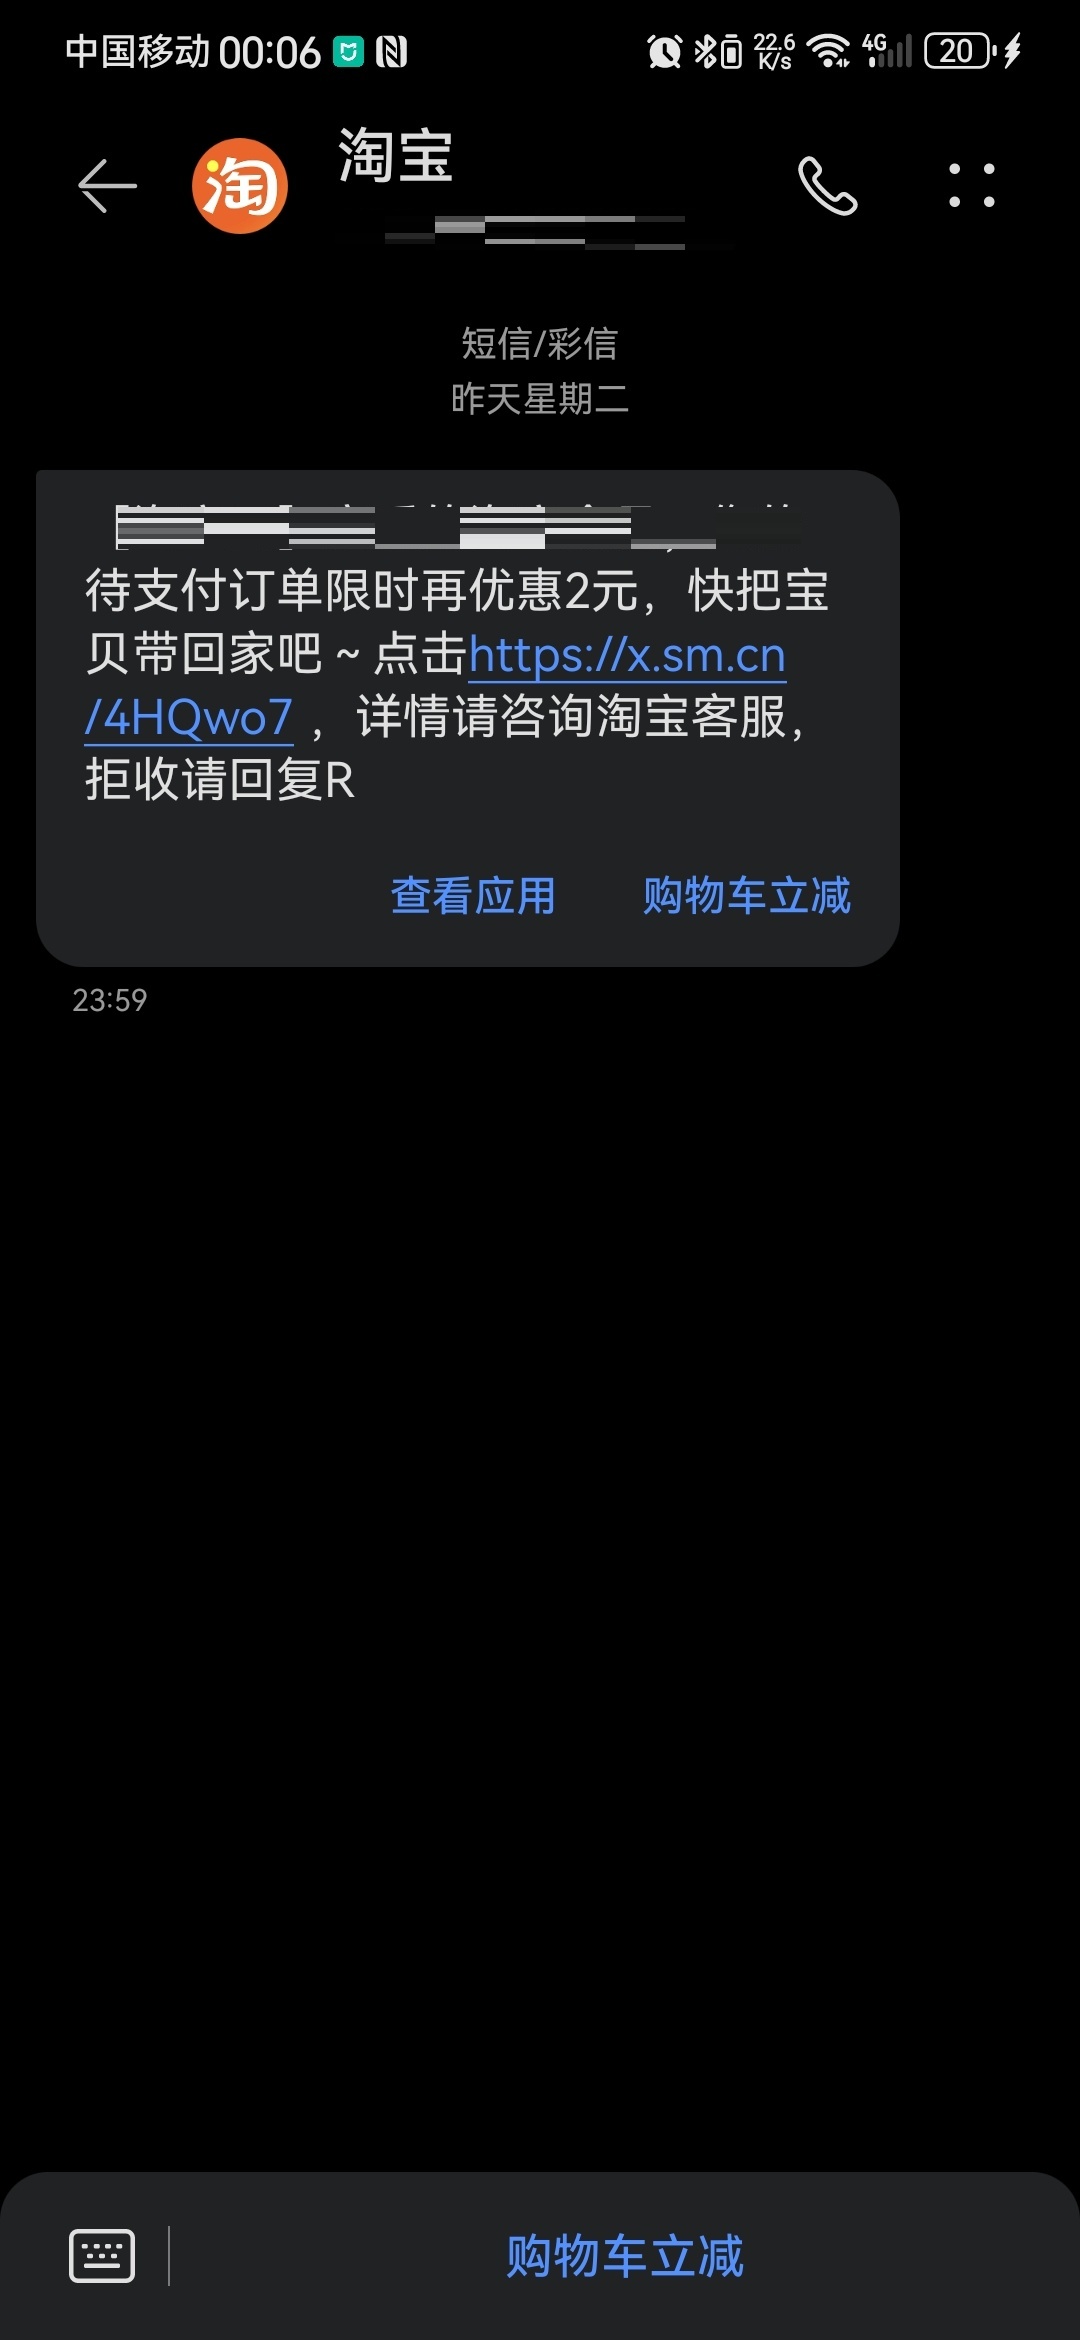 中国移动 00:06 22.6 K/s 4G 20
淘 淘宝
短信/彩信
昨天星期二
待支付订单限时再优惠2元，快把宝
贝带回家吧 ~ 点击https://x.sm.cn
/4HQwo7 ，详情请咨询淘宝客服，
拒收请回复R
查看应用 购物车立减
23:59
购物车立减